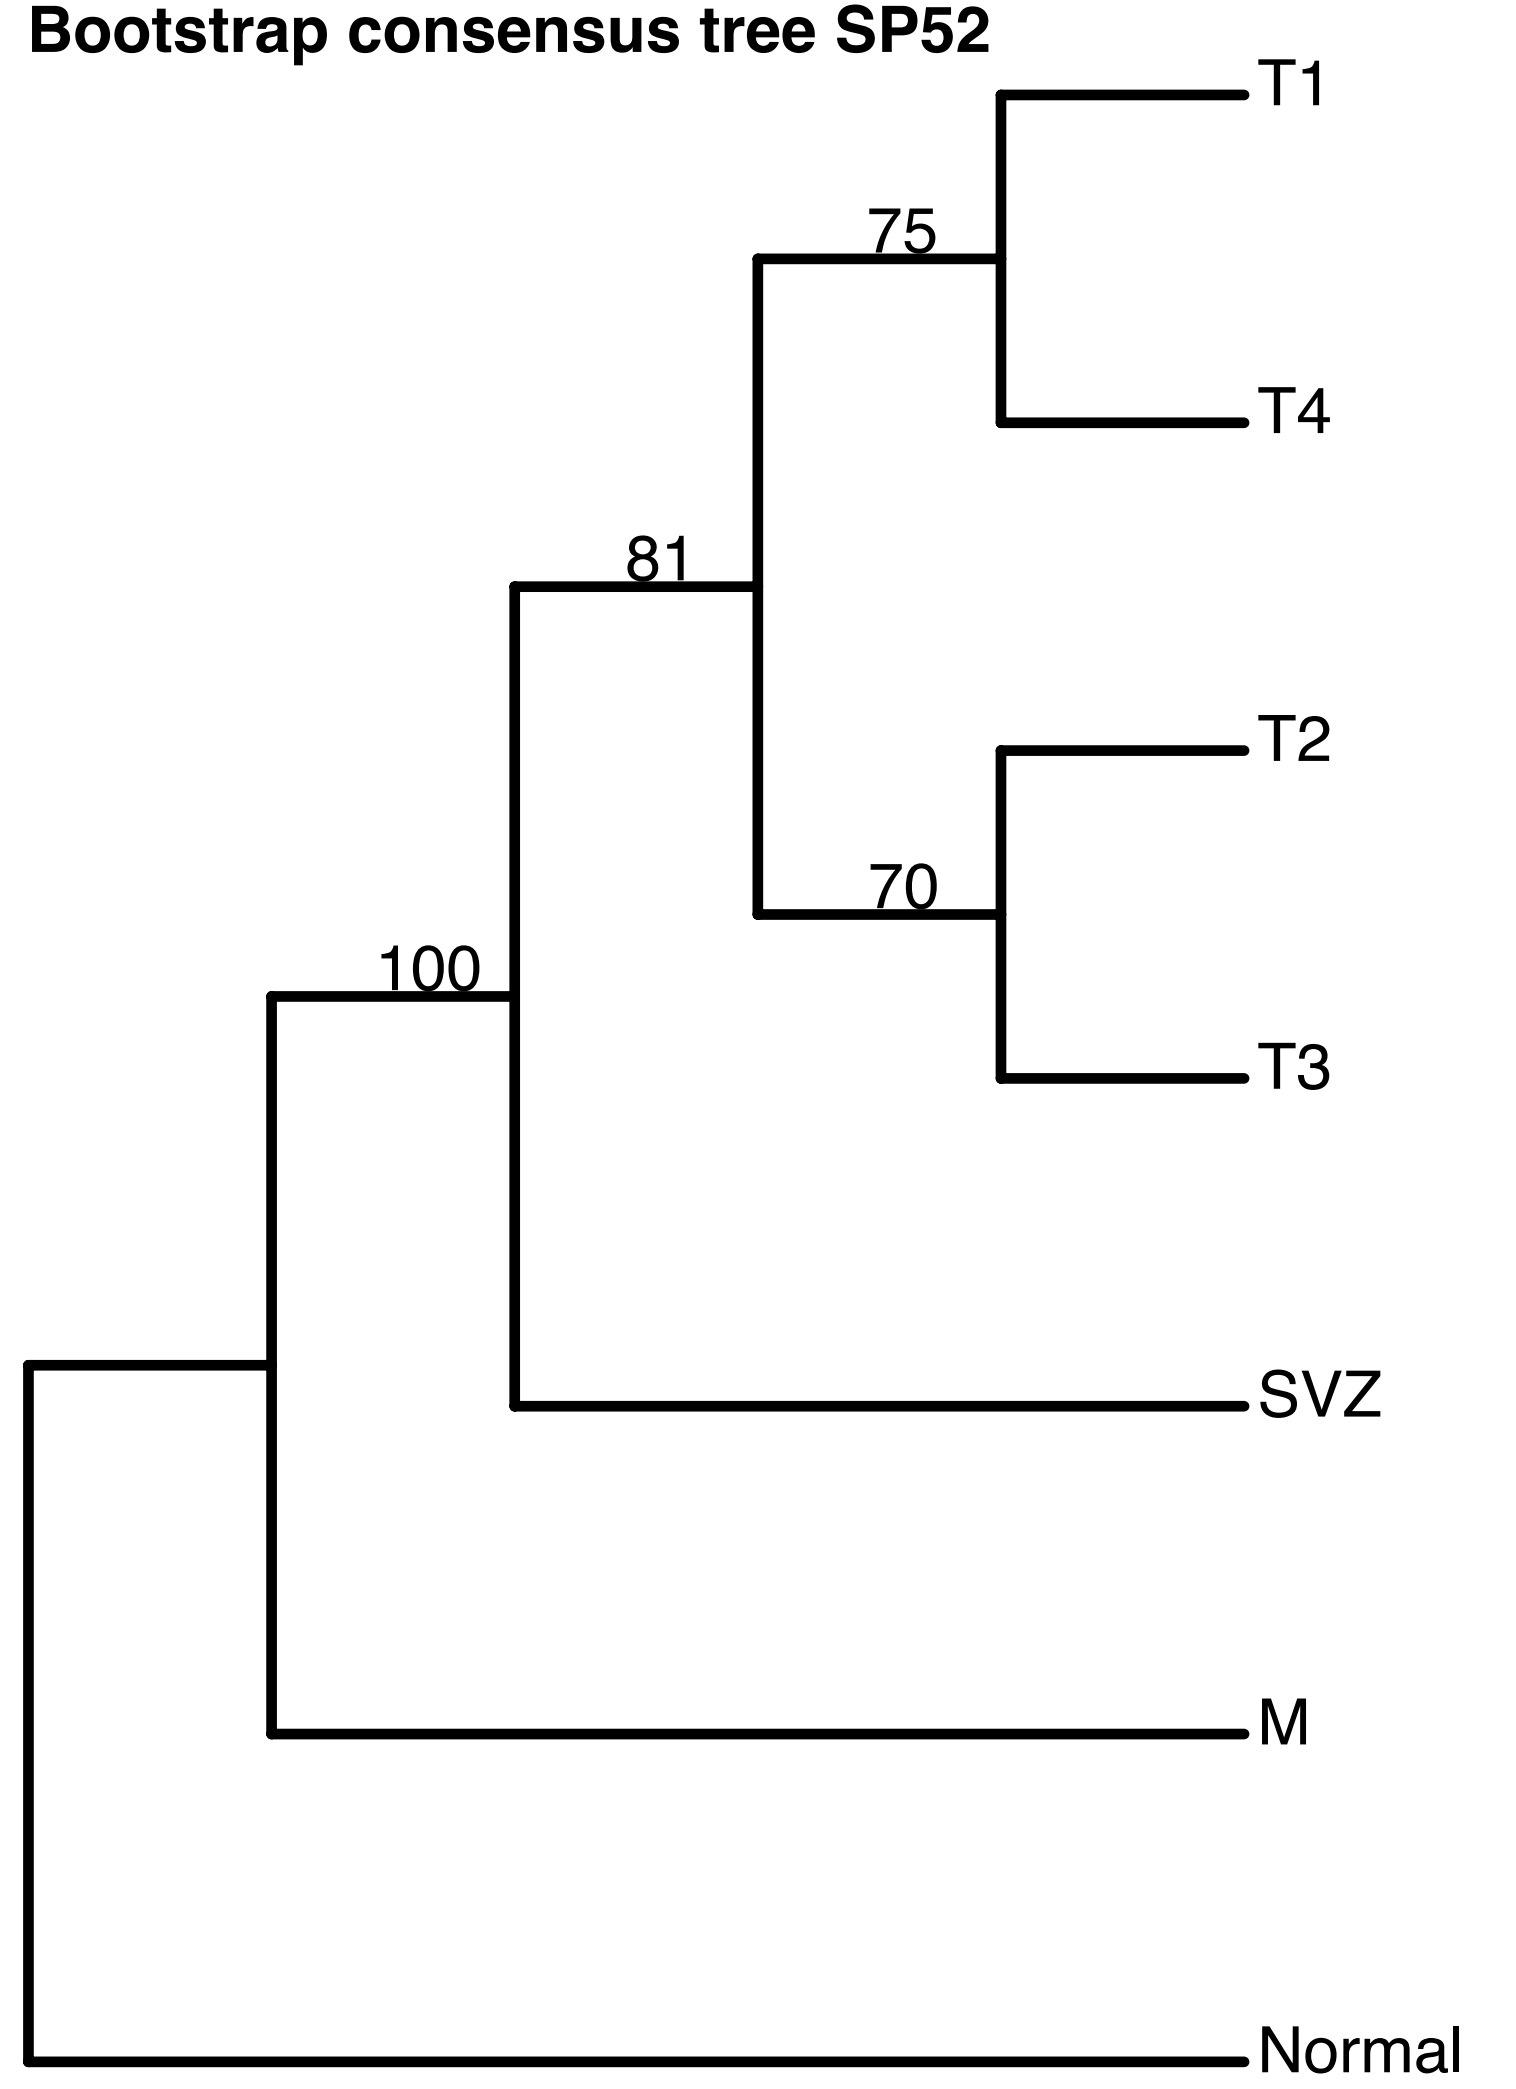 Bootstrap consensus tree SP52
T1
75
T4
81
T2
70
100
T3
SVZ
M
Normal